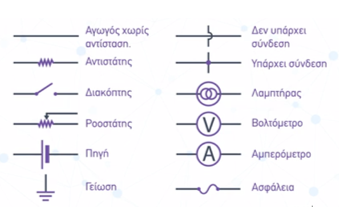 Αγωγός χωρίς
αντίσταση.
Αντιστάτης
Διακόπτης
Ροοστάτης
Πηγή
Γείωση
Δεν υπάρχει
σύνδεση
Υπάρχει σύνδεση
Λαμπτήρας
V
Βολτόμετρο
A
Αμπερόμετρο
Ασφάλεια